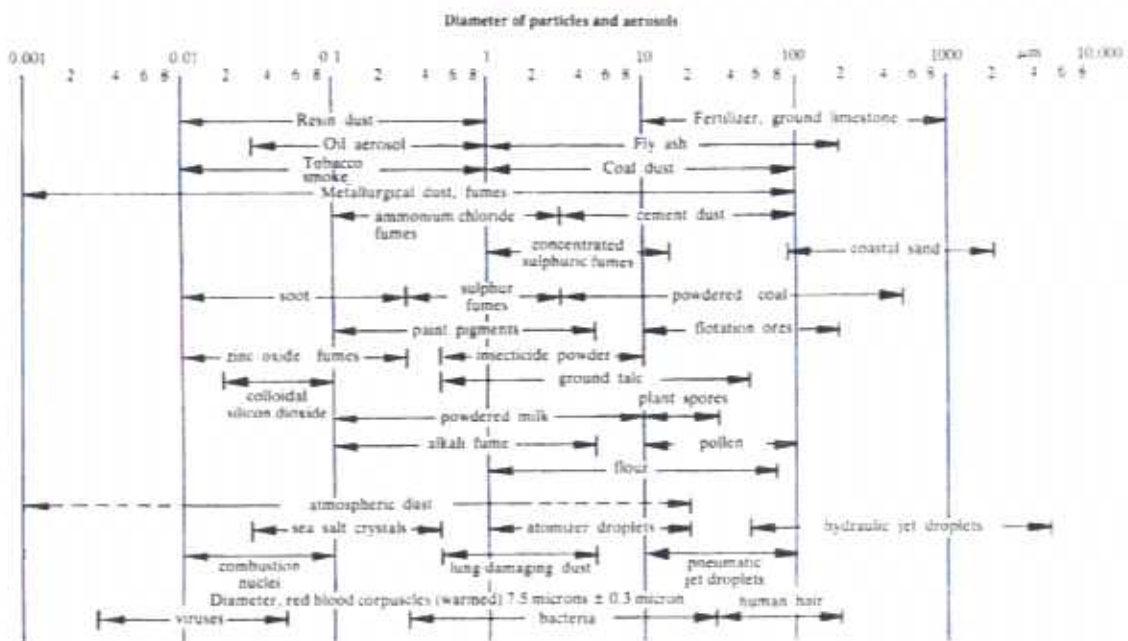 Diameter of particles and aerosols
0.001 0.01 0.1 1 10 100 1000 μm 10,000
2 4 6 8 2 4 6 8 2 4 6 8 2 4 6 8 2 4 6 8 2 4 6 8 2 4 6 8
Resin dust Fertilizer, ground limestone
Oil aerosol Fly ash
Tobacco
smoke Coal dust
Metallurgical dust, fumes
ammonium chloride
fumes cement dust
concentrated
sulphuric fumes coastal sand
soot sulphur
fumes powdered coal
paint pigments flotation ores
zinc oxide fumes insecticide powder
ground talc
colloidal
silicon dioxide plant spores
powdered milk
alkali fume pollen
flour
atmospheric dust
sea salt crystals atomizer droplets hydraulic jet droplets
combustion
nuclei lung damaging dust pneumatic
jet droplets
Diameter, red blood corpuscles (warmed) 7.5 microns ± 0.3 micron human hair
viruses bacteria